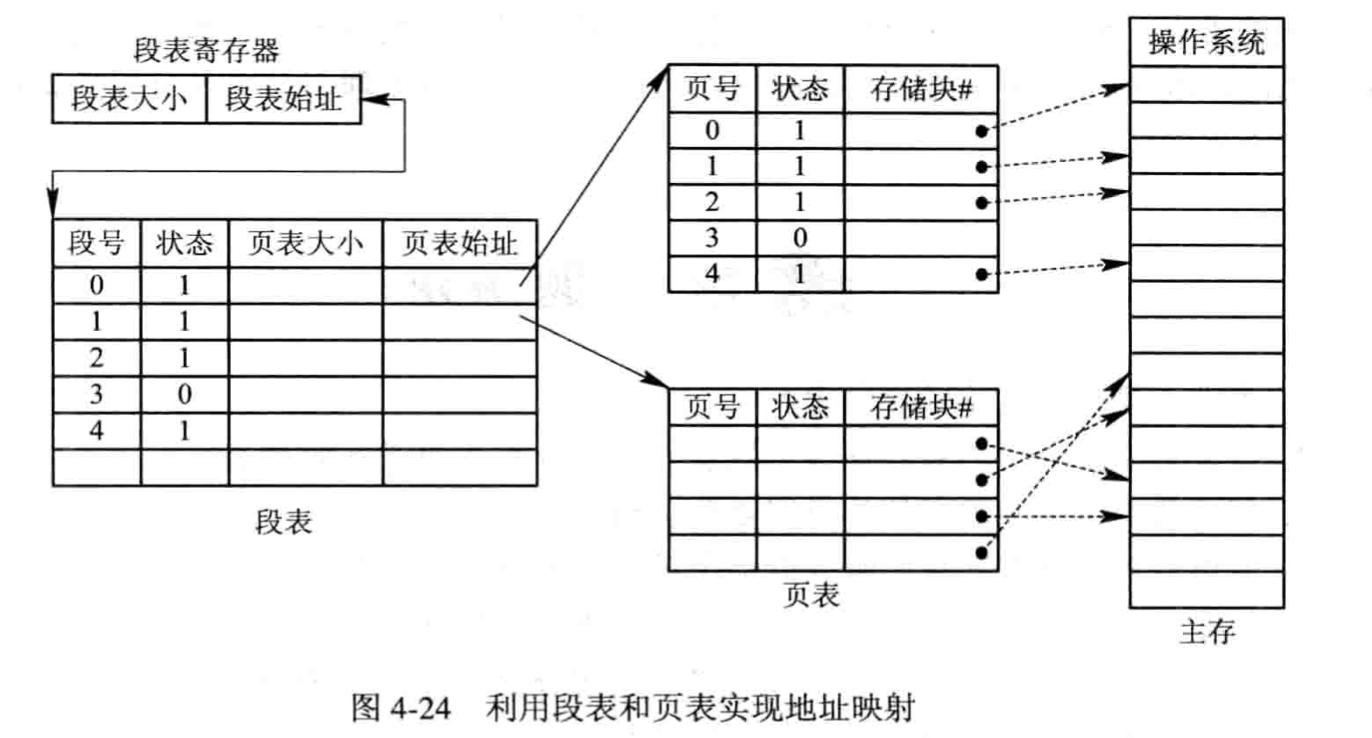 段表寄存器
段表大小 段表始址
段号 状态 页表大小 页表始址
0 1
1 1
2 1
3 0
4 1
段表
页号 状态 存储块#
0 1
1 1
2 1
3 0
4 1
页号 状态 存储块#
页表
操作系统
主存
图 4-24 利用段表和页表实现地址映射